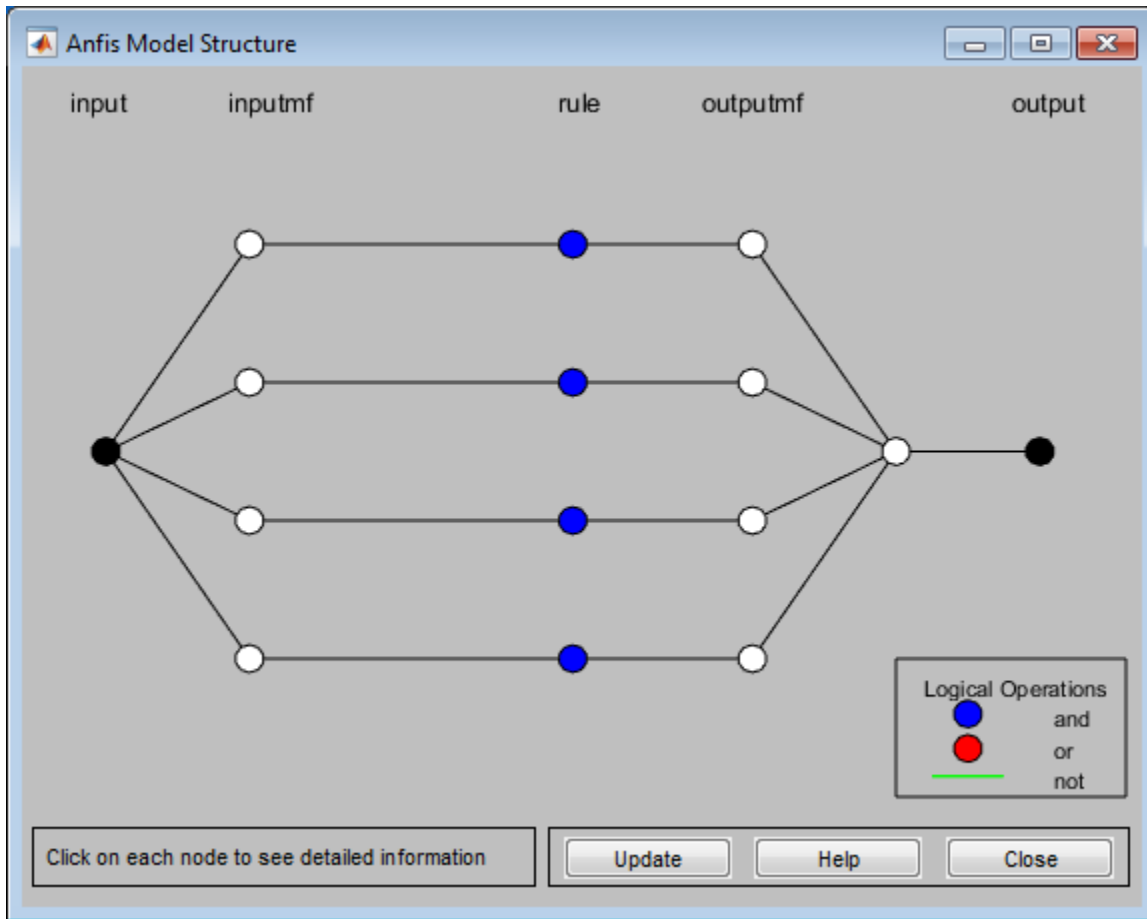 Anfis Model Structure
input inputmf rule outputmf output
Logical Operations
and
or
not
Click on each node to see detailed information
Update Help Close